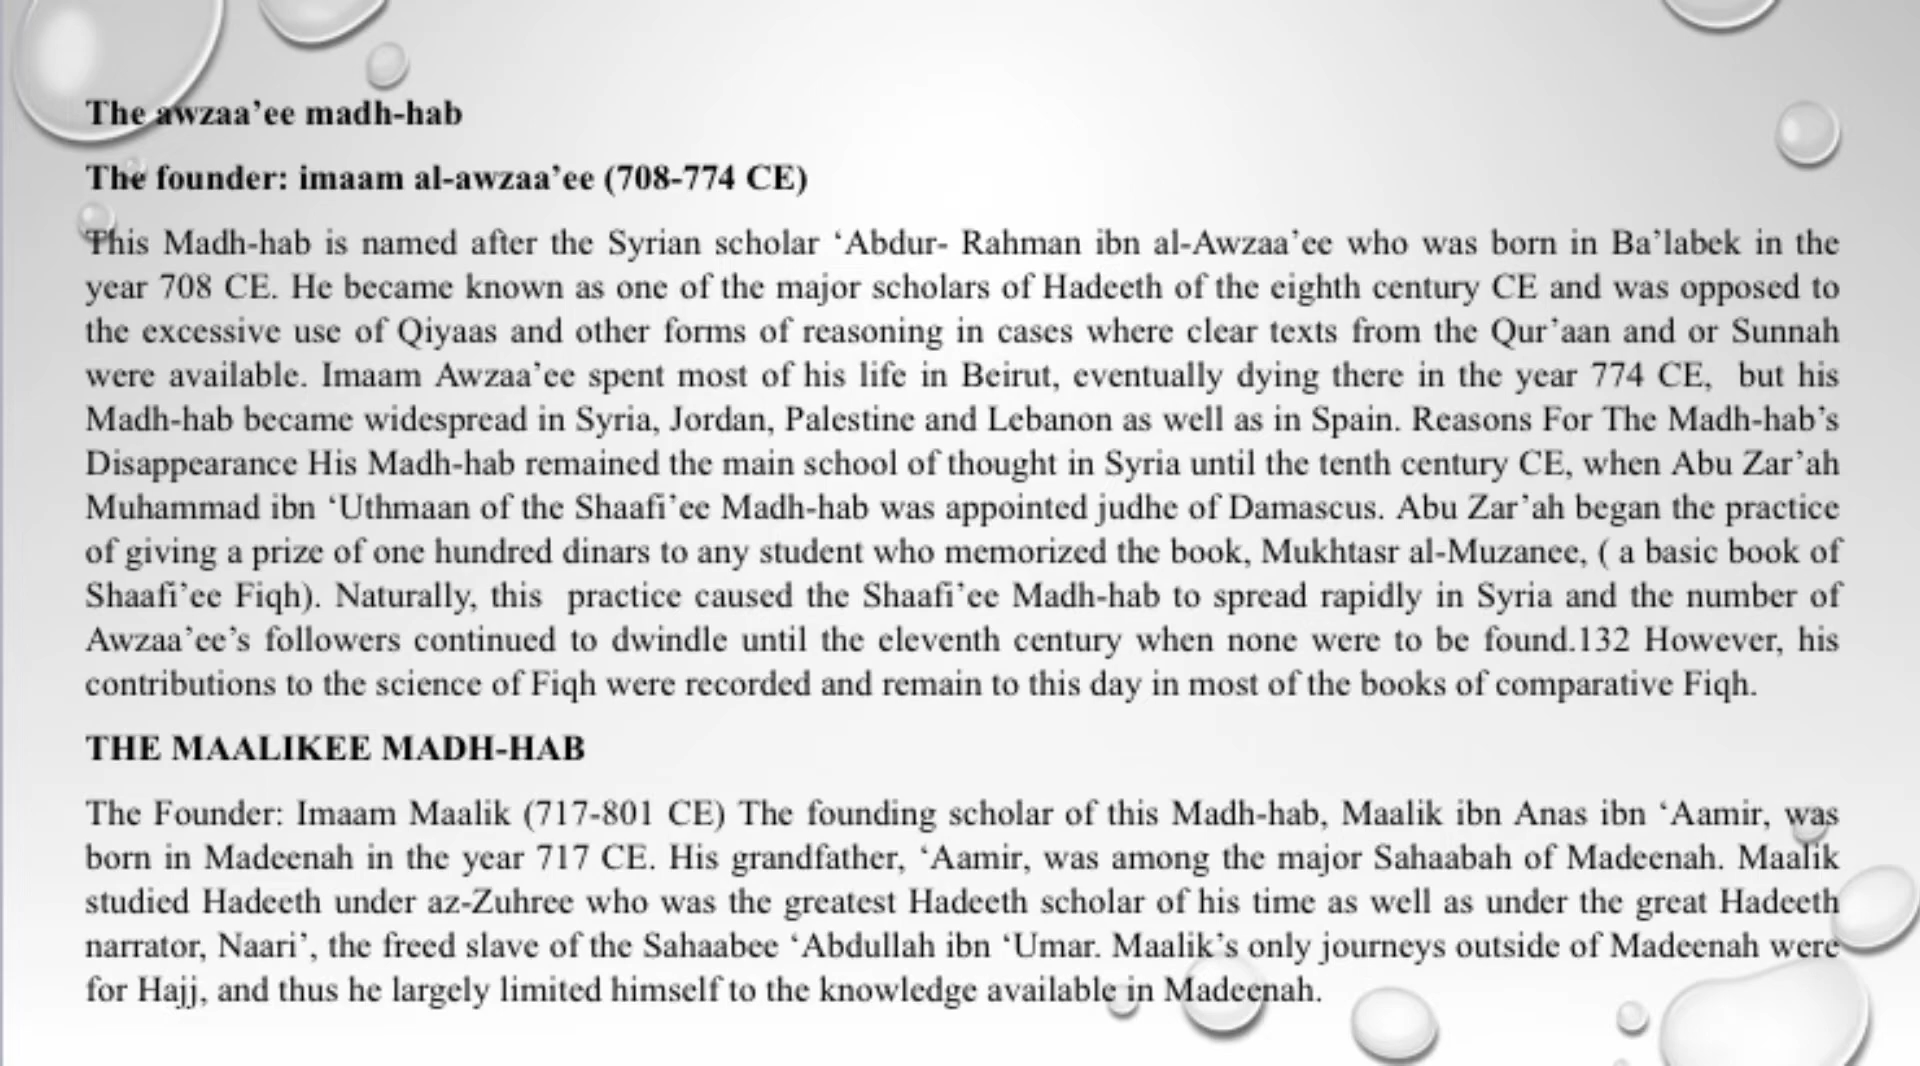 The awzaa’ee madh-hab
The founder: imaam al-awzaa’ee (708-774 CE)
This Madh-hab is named after the Syrian scholar ‘Abdur- Rahman ibn al-Awzaa’ee who was born in Ba’labek in the
year 708 CE. He became known as one of the major scholars of Hadeeth of the eighth century CE and was opposed to
the excessive use of Qiyaas and other forms of reasoning in cases where clear texts from the Qur’aan and or Sunnah
were available. Imaam Awzaa’ee spent most of his life in Beirut, eventually dying there in the year 774 CE, but his
Madh-hab became widespread in Syria, Jordan, Palestine and Lebanon as well as in Spain. Reasons For The Madh-hab’s
Disappearance His Madh-hab remained the main school of thought in Syria until the tenth century CE, when Abu Zar’ah
Muhammad ibn ‘Uthmaan of the Shaafi’ee Madh-hab was appointed judhe of Damascus. Abu Zar’ah began the practice
of giving a prize of one hundred dinars to any student who memorized the book, Mukhtasr al-Muzanee, ( a basic book of
Shaafi’ee Fiqh). Naturally, this practice caused the Shaafi’ee Madh-hab to spread rapidly in Syria and the number of
Awzaa’ee’s followers continued to dwindle until the eleventh century when none were to be found.132 However, his
contributions to the science of Fiqh were recorded and remain to this day in most of the books of comparative Fiqh.
THE MAALIKEE MADH-HAB
The Founder: Imaam Maalik (717-801 CE) The founding scholar of this Madh-hab, Maalik ibn Anas ibn ‘Aamir, was
born in Madeenah in the year 717 CE. His grandfather, ‘Aamir, was among the major Sahaabah of Madeenah. Maalik
studied Hadeeth under az-Zuhree who was the greatest Hadeeth scholar of his time as well as under the great Hadeeth
narrator, Naari’, the freed slave of the Sahaabee ‘Abdullah ibn ‘Umar. Maalik’s only journeys outside of Madeenah were
for Hajj, and thus he largely limited himself to the knowledge available in Madeenah.